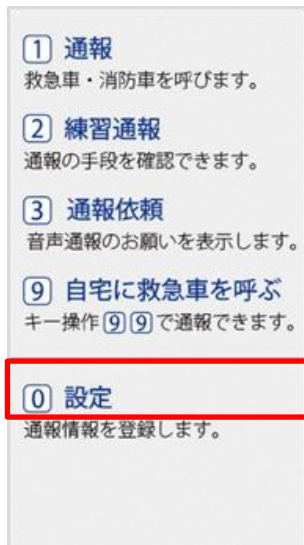 1 通報
救急車・消防車を呼びます。
2 練習通報
通報の手段を確認できます。
3 通報依頼
音声通報のお願いを表示します。
9 自宅に救急車を呼ぶ
キー操作99で通報できます。
0 設定
通報情報を登録します。